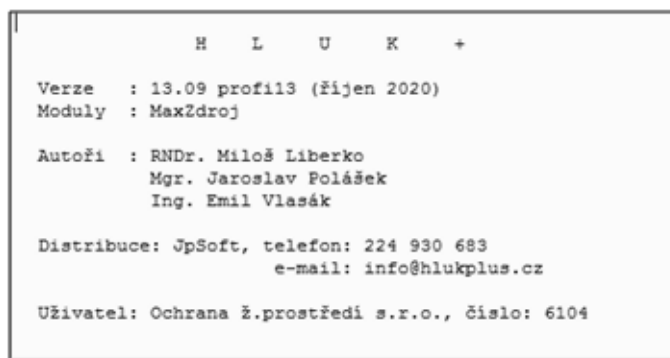 H L U K +
Verze : 13.09 profi13 (říjen 2020)
Moduly : MaxZdroj
Autoři : RNDr. Miloš Liberko
Mgr. Jaroslav Polášek
Ing. Emil Vlasák
Distribuce: JpSoft, telefon: 224 930 683
e-mail: info@hlukplus.cz
Uživatel: Ochrana ž.prostředí s.r.o., číslo: 6104